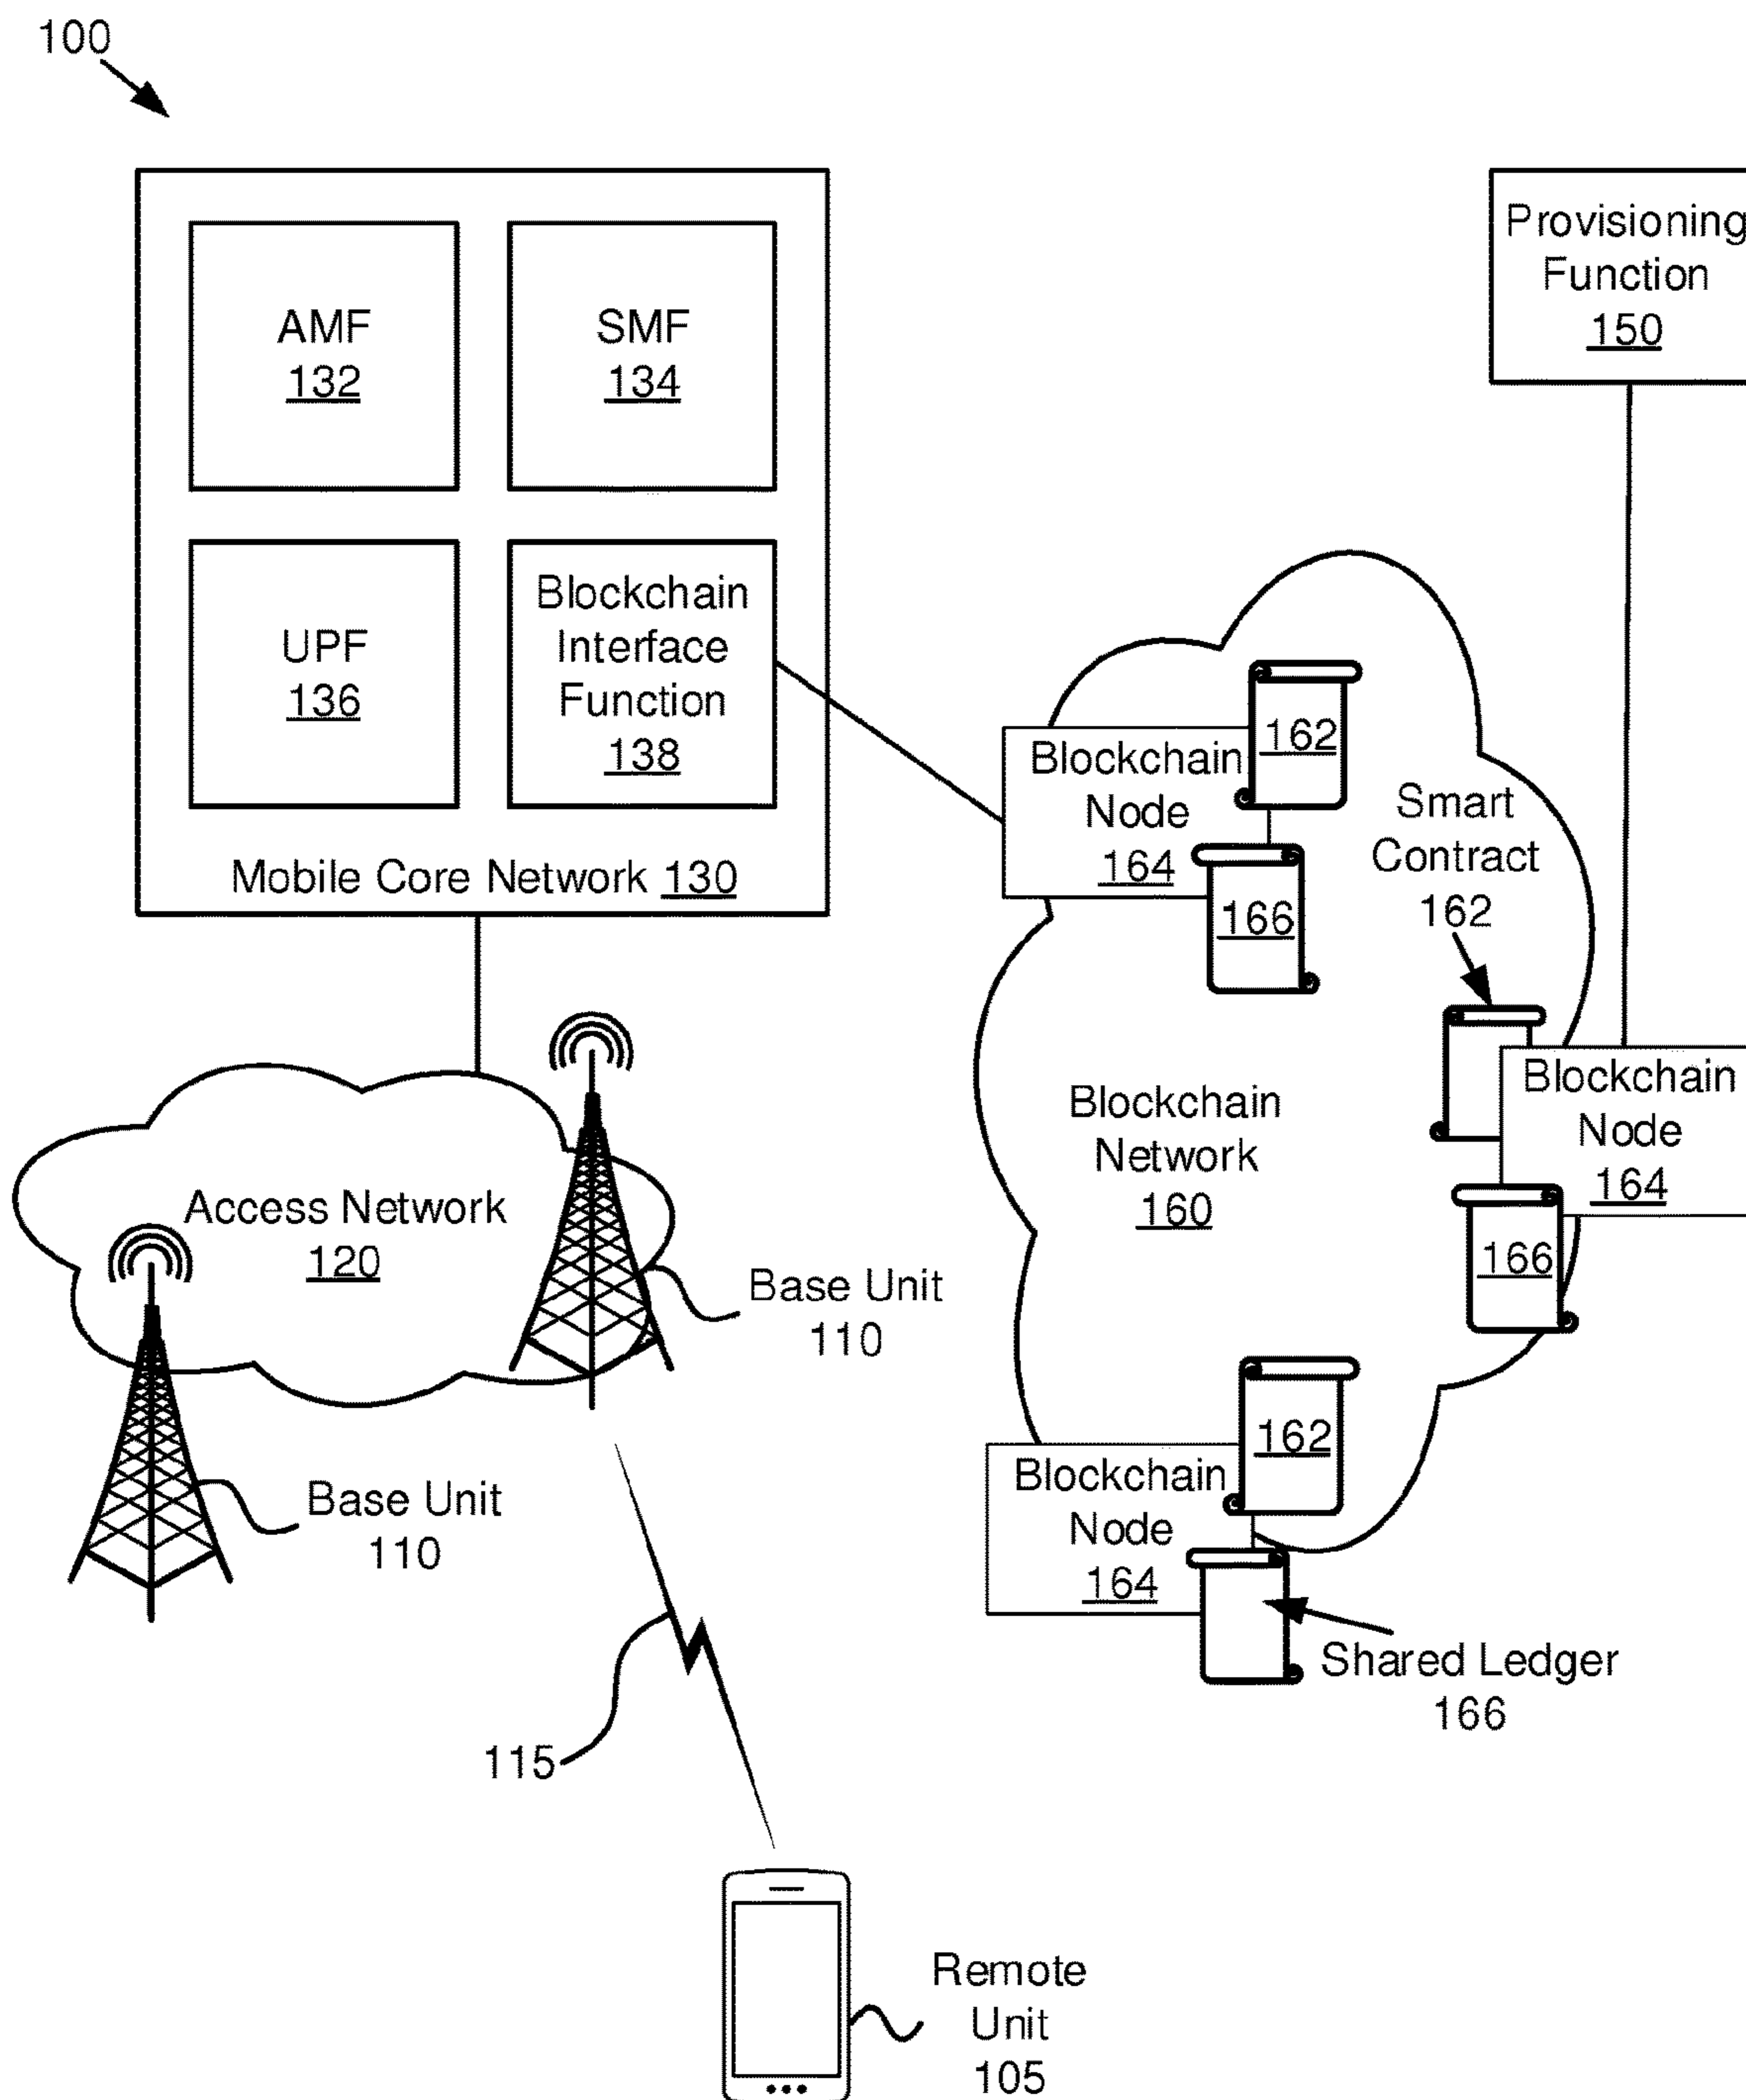 100
AMF
132
SMF
134
UPF
136
Blockchain
Interface
Function
138
Mobile Core Network 130
Provisioning
Function
150
Blockchain
Node
164
162
166
Smart
Contract
162
Blockchain
Network
160
Blockchain
Node
164
166
Access Network
120
Base Unit
110
Base Unit
110
Blockchain
Node
164
162
Shared Ledger
166
115
Remote
Unit
105